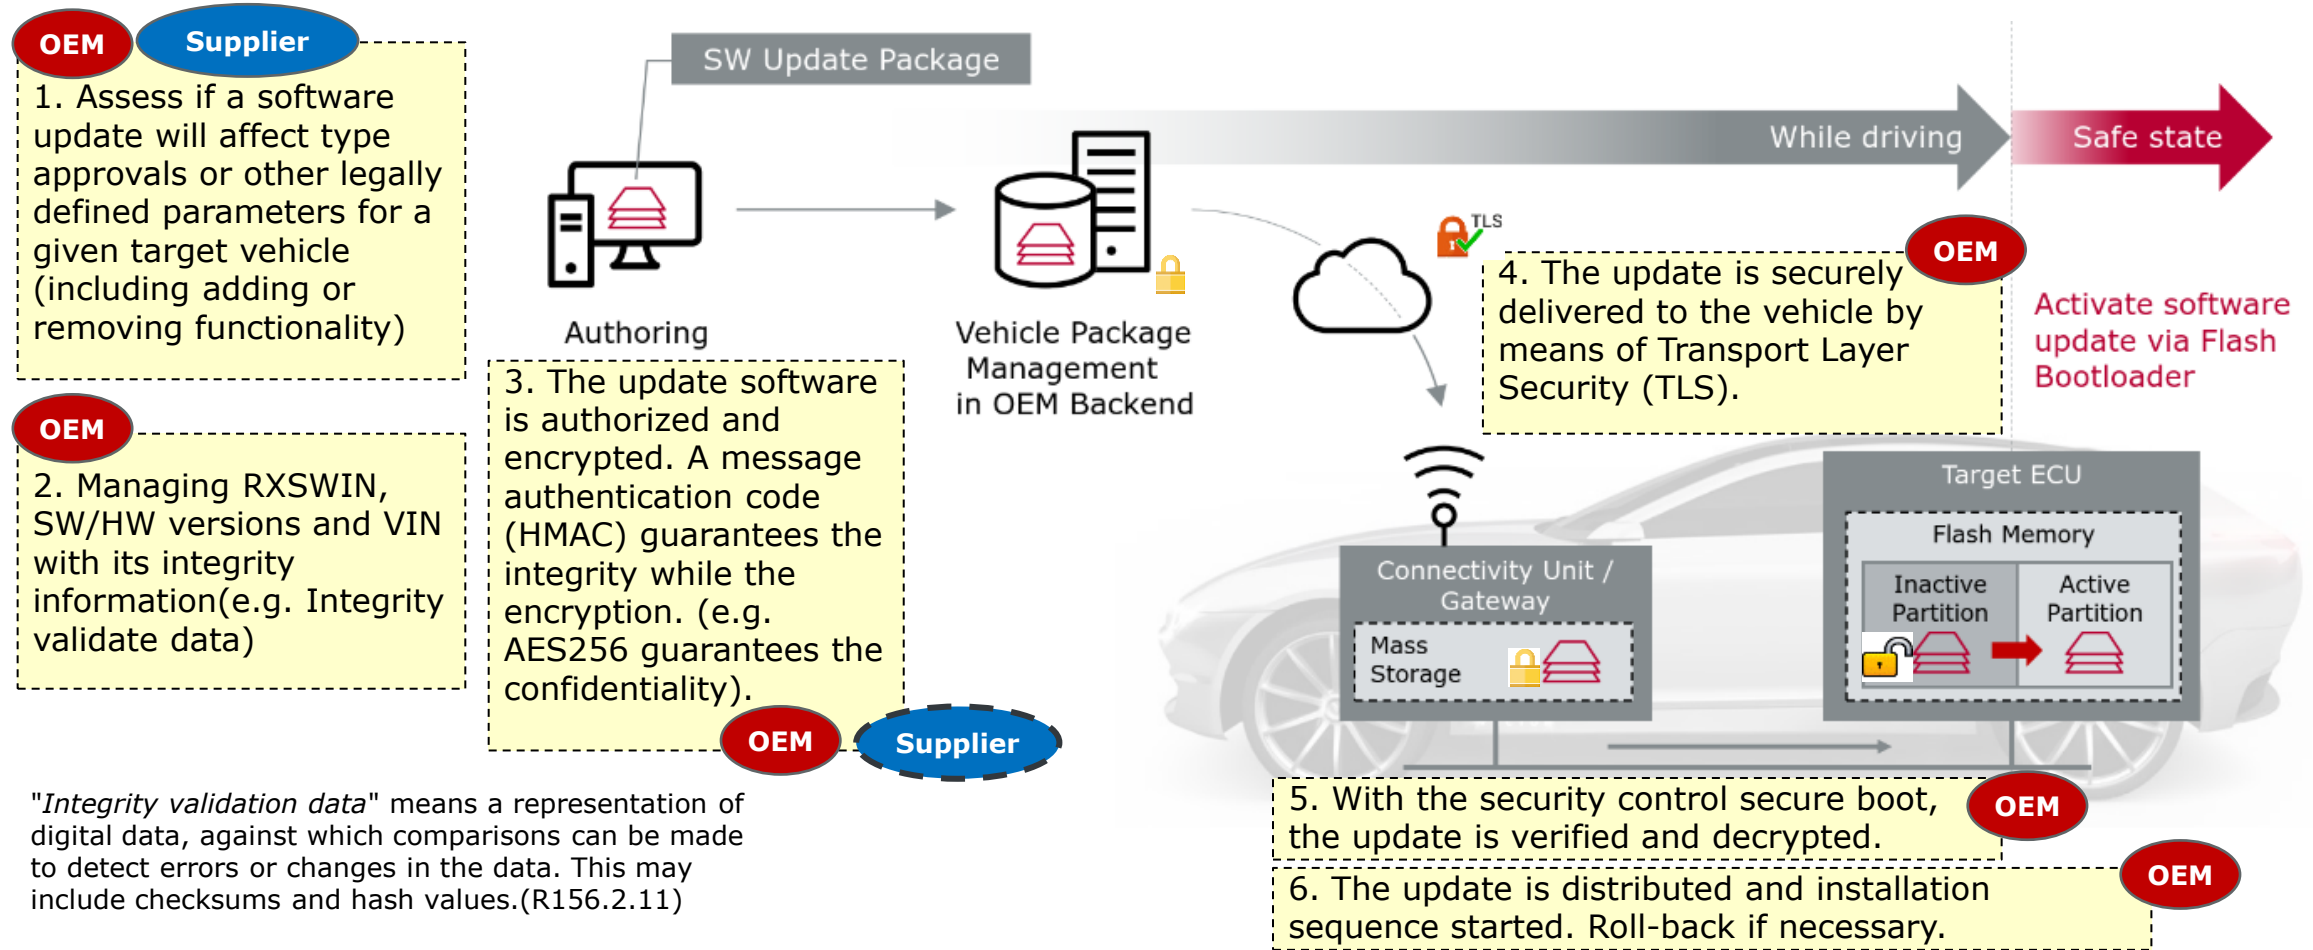 OEM
Supplier
1. Assess if a software
update will affect type
approvals or other legally
defined parameters for a
given target vehicle
(including adding or
removing functionality)
OEM
2. Managing RXSWIN,
SW/HW versions and VIN
with its integrity
information(e.g. Integrity
validate data)
SW Update Package
Authoring
3. The update software
is authorized and
encrypted. A message
authentication code
(HMAC) guarantees the
integrity while the
encryption. (e.g.
AES256 guarantees the
confidentiality).
OEM
Supplier
Vehicle Package
Management
in OEM Backend
While driving
Safe state
TLS
OEM
4. The update is securely
delivered to the vehicle by
means of Transport Layer
Security (TLS).
Activate software
update via Flash
Bootloader
Connectivity Unit /
Gateway
Mass
Storage
Target ECU
Flash Memory
Inactive
Partition
Active
Partition
5. With the security control secure boot,
the update is verified and decrypted.
OEM
6. The update is distributed and installation
sequence started. Roll-back if necessary.
OEM
"Integrity validation data" means a representation of
digital data, against which comparisons can be made
to detect errors or changes in the data. This may
include checksums and hash values.(R156.2.11)